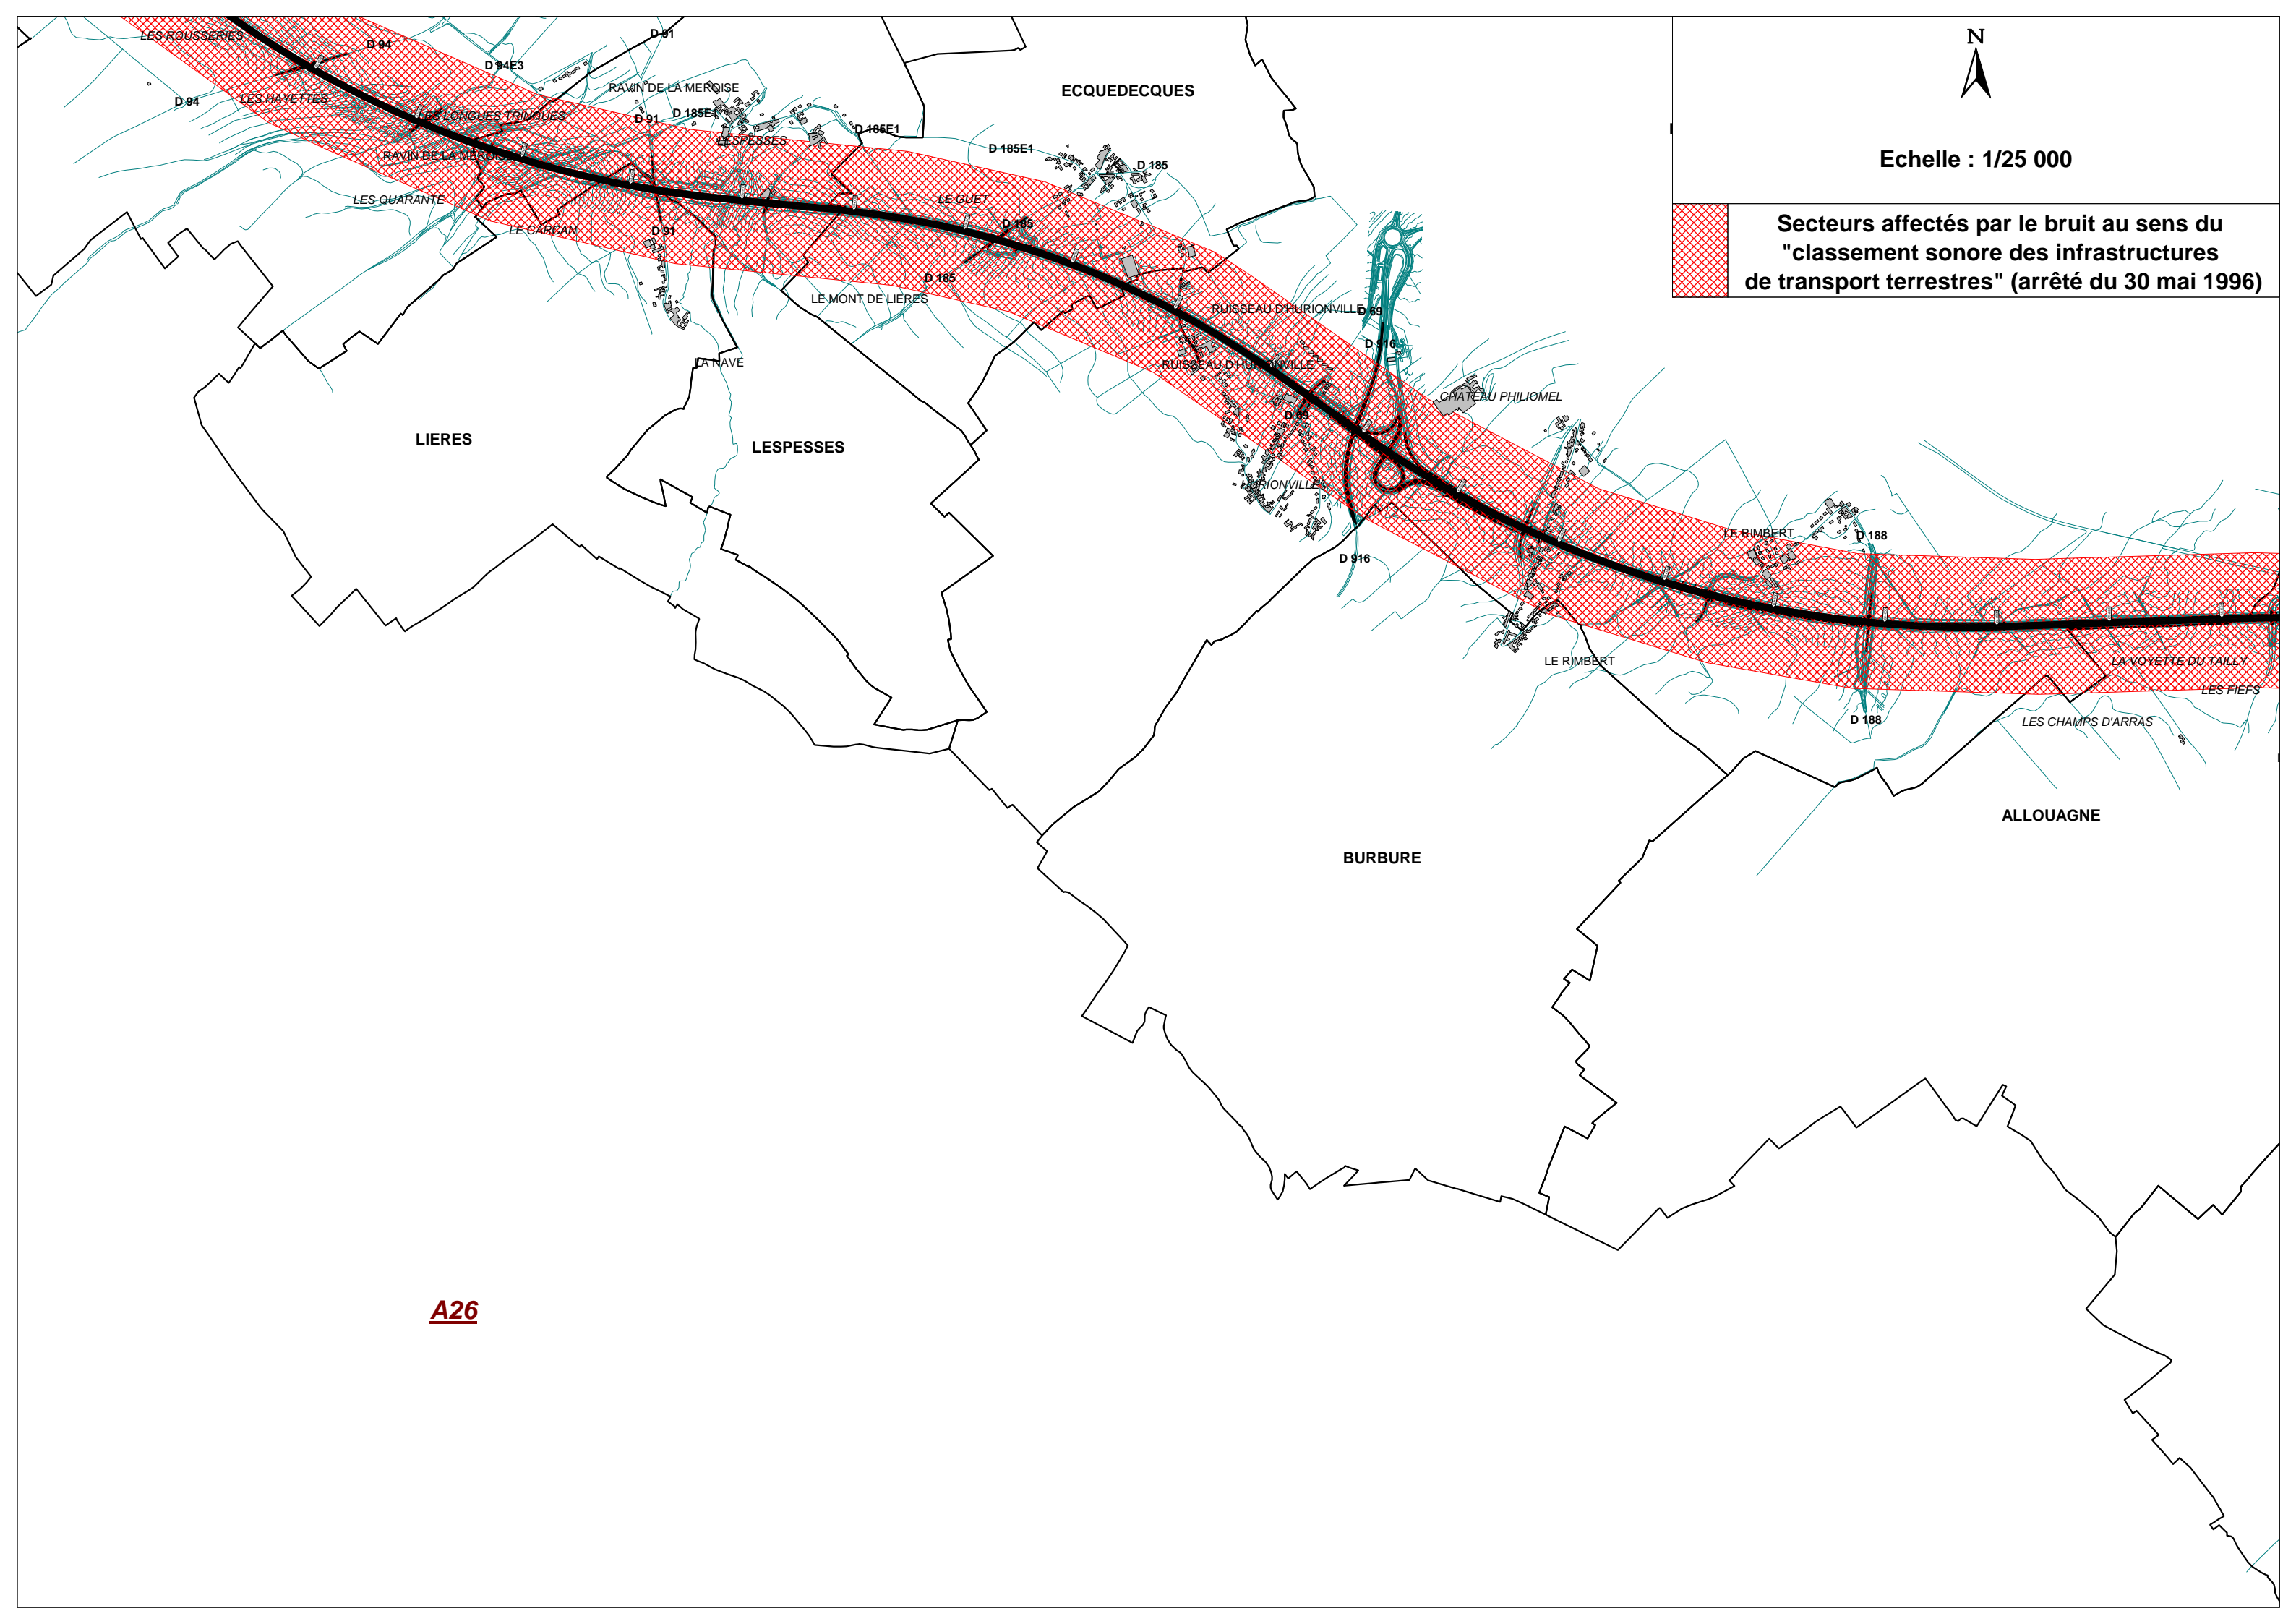 N
Echelle : 1/25 000
Secteurs affectés par le bruit au sens du
"classement sonore des infrastructures
de transport terrestres" (arrêté du 30 mai 1996)
LES ROUSSERIES
D 94
D 91
D 94E3
RAVIN DE LA MEROISE
ECQUEDECQUES
D 94
LES HAYETTES
LES LONGUES TRINQUES
D 91
D 185E1
D 185E1
LESPESSES
D 185E1
RAVIN DE LA MEROISE
D 185
LES QUARANTE
LE GUET
LE CARCAN
D 91
D 185
D 185
LE MONT DE LIERES
RUISSEAU D'HURIONVILLE
D 69
D 916
LA NAVE
RUISSEAU D'HURIONVILLE
CHATEAU PHILIOMEL
D 69
LIERES
LESPESSES
HURIONVILLE
D 916
LE RIMBERT
D 188
LE RIMBERT
LA VOYETTE DU TAILLY
LES FIEFS
D 188
LES CHAMPS D'ARRAS
ALLOUAGNE
BURBURE
A26